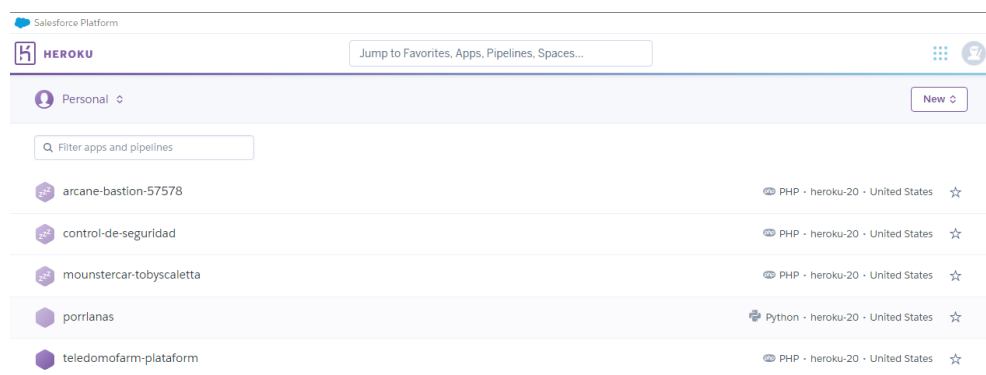 Salesforce Platform
HEROKU
Jump to Favorites, Apps, Pipelines, Spaces...
Personal
New
Filter apps and pipelines
arcane-bastion-57578 PHP · heroku-20 · United States
control-de-seguridad PHP · heroku-20 · United States
mounstercar-tobyscaletta PHP · heroku-20 · United States
porrlanas Python · heroku-20 · United States
teledomofarm-plataform PHP · heroku-20 · United States